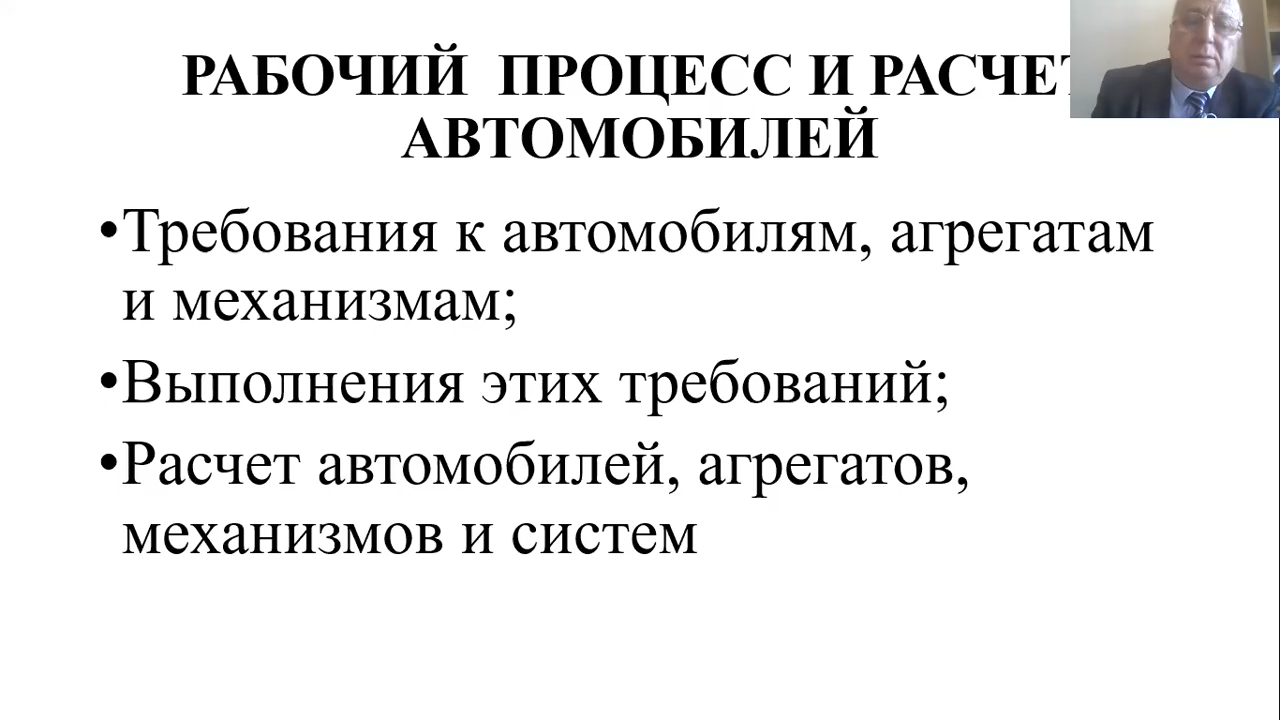 РАБОЧИЙ ПРОЦЕСС И РАСЧЕТ
АВТОМОБИЛЕЙ
•Требования к автомобилям, агрегатам
и механизмам;
•Выполнения этих требований;
•Расчет автомобилей, агрегатов,
механизмов и систем